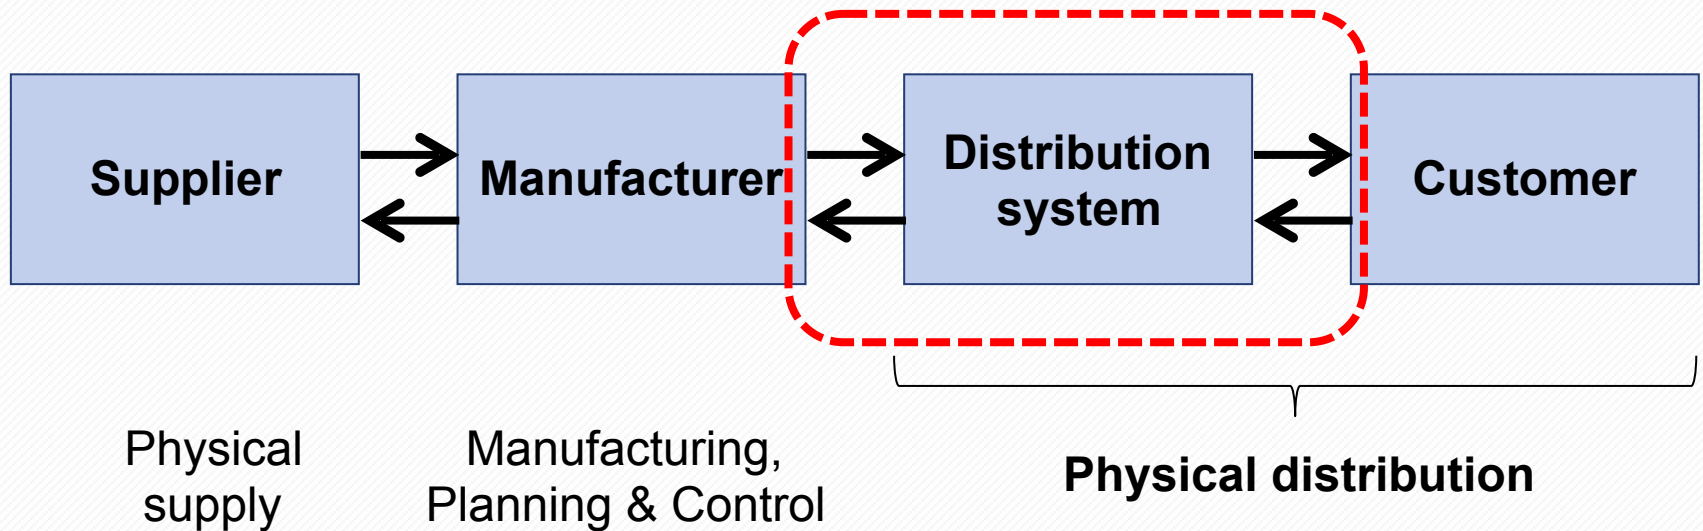 Supplier
Manufacturer
Distribution
system
Customer
Physical
supply
Manufacturing,
Planning & Control
Physical distribution